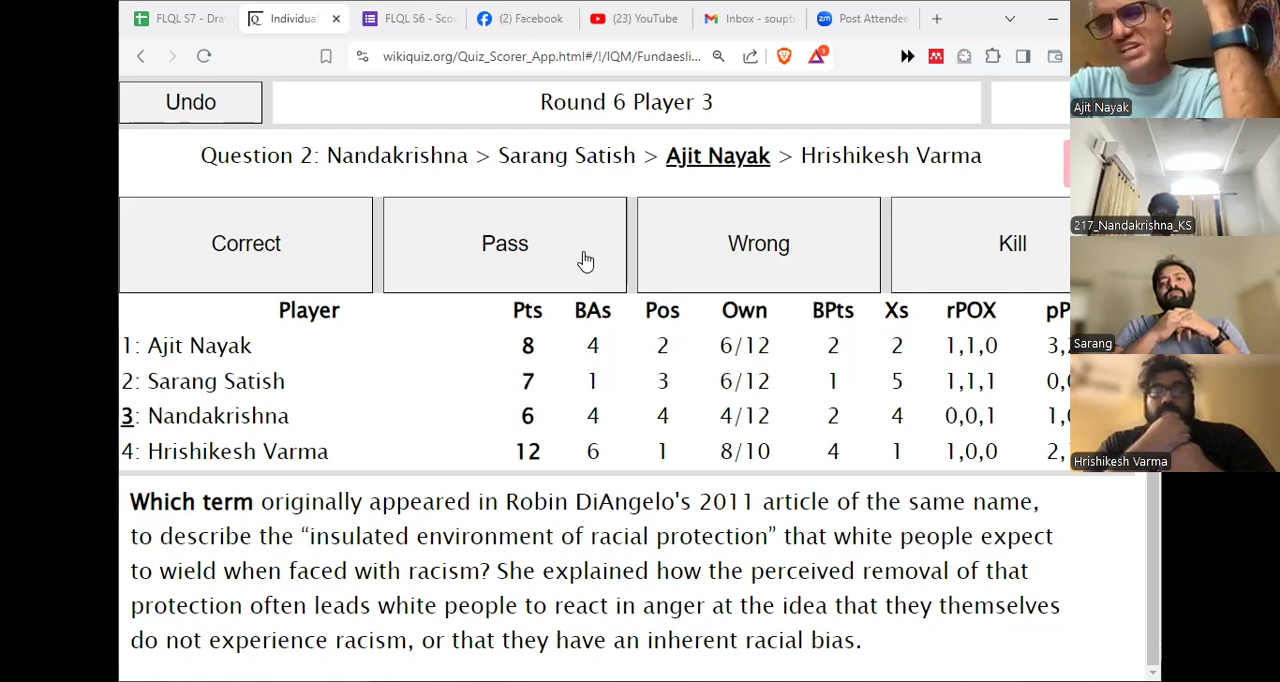 FLQL S7 - Dra
Individual
FLQL S6 - Sco
(2) Facebook
(23) YouTube
Inbox - soupti
Post Attendee
wikiquiz.org/Quiz_Scorer_App.html#/!/IQM/Fundaesli...
Undo
Round 6 Player 3
Question 2: Nandakrishna > Sarang Satish > Ajit Nayak > Hrishikesh Varma
Correct Pass Wrong Kill
Player Pts BAs Pos Own BPts Xs rPOX pP
1: Ajit Nayak 8 4 2 6/12 2 2 1,1,0 3,
2: Sarang Satish 7 1 3 6/12 1 5 1,1,1 0,
3: Nandakrishna 6 4 4 4/12 2 4 0,0,1 1,
4: Hrishikesh Varma 12 6 1 8/10 4 1 1,0,0 2,
Which term originally appeared in Robin DiAngelo's 2011 article of the same name,
to describe the “insulated environment of racial protection” that white people expect
to wield when faced with racism? She explained how the perceived removal of that
protection often leads white people to react in anger at the idea that they themselves
do not experience racism, or that they have an inherent racial bias.
Ajit Nayak
217_Nandakrishna_KS
Sarang
Hrishikesh Varma